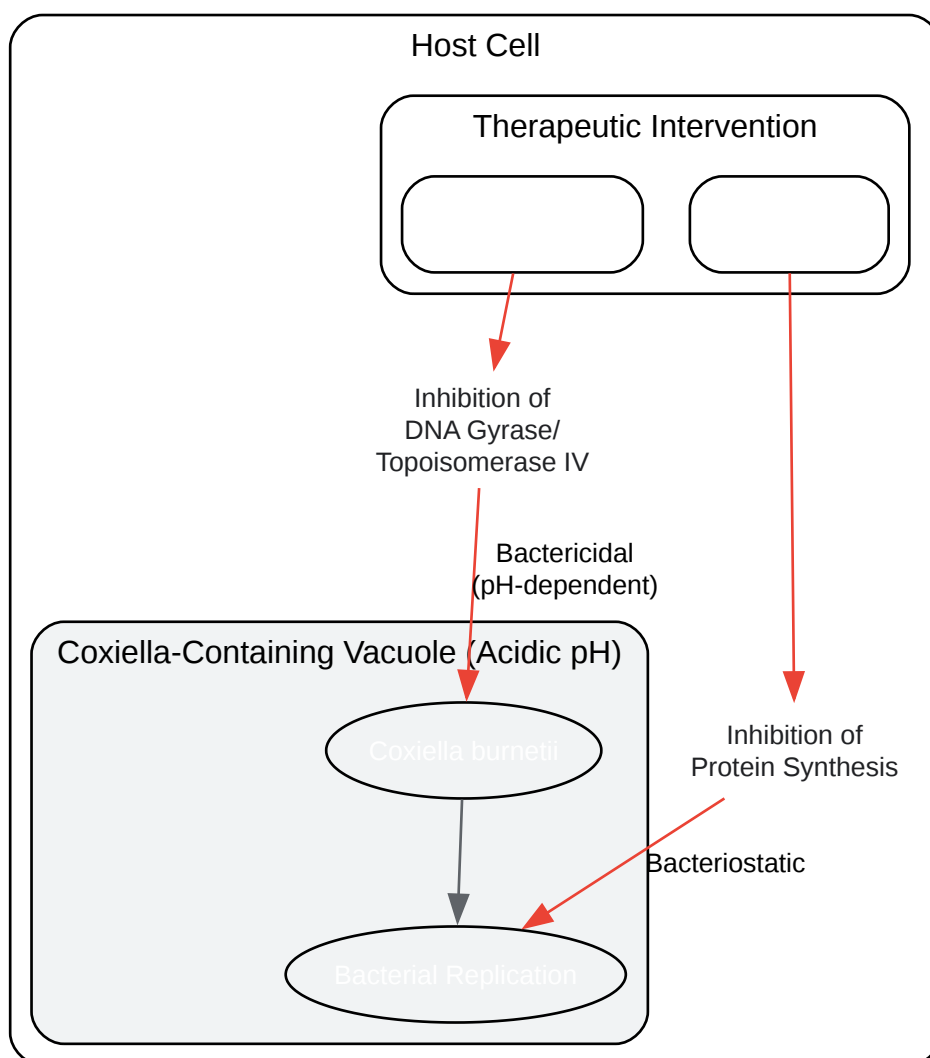 Host Cell
Therapeutic Intervention
Inhibition of
DNA Gyrase/
Topoisomerase IV
Bactericidal
(pH-dependent)
Coxiella-Containing Vacuole (Acidic pH)
Coxiella burnetii
Inhibition of
Protein Synthesis
Bacteriostatic
Bacterial Replication